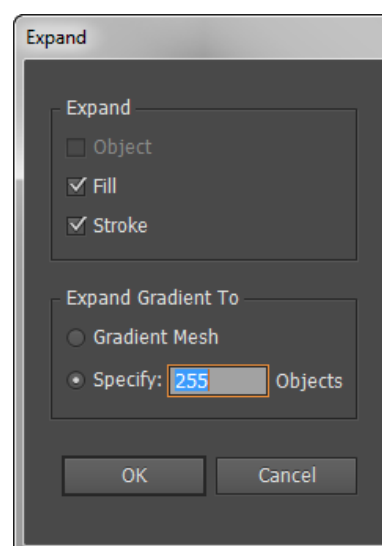 Expand
Expand
Object
Fill
Stroke
Expand Gradient To
Gradient Mesh
Specify: 255 Objects
OK Cancel